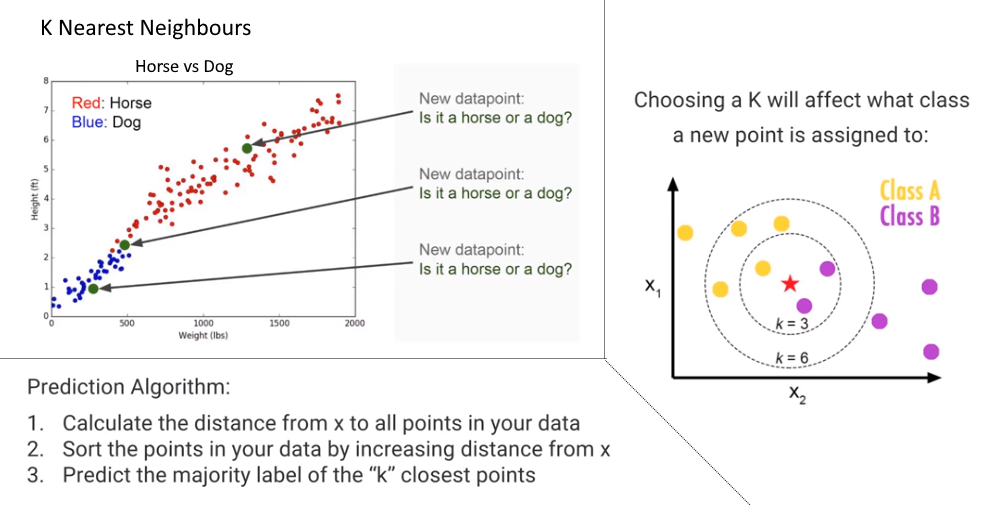 K Nearest Neighbours
Horse vs Dog
Red: Horse
Blue: Dog
8
7
6
5
4
3
2
1
0
Height (ft)
0
500
1000
1500
2000
Weight (lbs)
New datapoint:
Is it a horse or a dog?
New datapoint:
Is it a horse or a dog?
New datapoint:
Is it a horse or a dog?
Choosing a K will affect what class
a new point is assigned to:
Class A
Class B
X1
k = 3
k = 6
X2
Prediction Algorithm:
1. Calculate the distance from x to all points in your data
2. Sort the points in your data by increasing distance from x
3. Predict the majority label of the “k” closest points